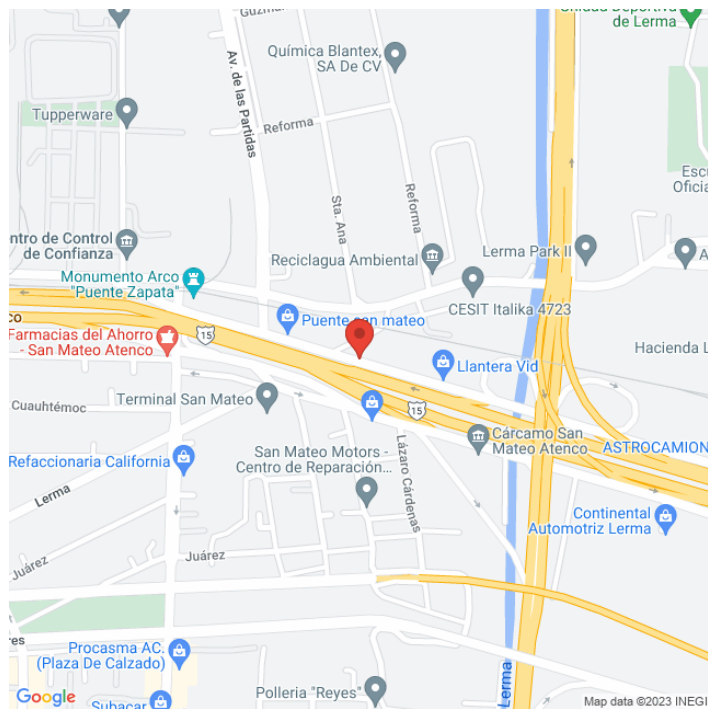 Guzmán
Unidad Deportiva
de Lerma
Química Blantex,
SA De CV
Av. de las Partidas
Tupperware
Reforma
Sta. Ana
Reforma
Escu
Oficia
ntro de Control
de Confianza
Reciclagua Ambiental
Lerma Park II
A
Monumento Arco
"Puente Zapata"
CESIT Italika 4723
Puente san mateo
co
Farmacias del Ahorro
- San Mateo Atenco
15
Hacienda L
Llantera Vid
Terminal San Mateo
Cuauhtémoc
15
Cárcamo San
Mateo Atenco
ASTROCAMION
San Mateo Motors -
Centro de Reparación...
Lázaro Cárdenas
Refaccionaria California
Lerma
Continental
Automotriz Lerma
Juárez
Juárez
res
Procasma AC.
(Plaza De Calzado)
Lerma
Polleria "Reyes"
Subacar
Google
Map data ©2023 INEGI